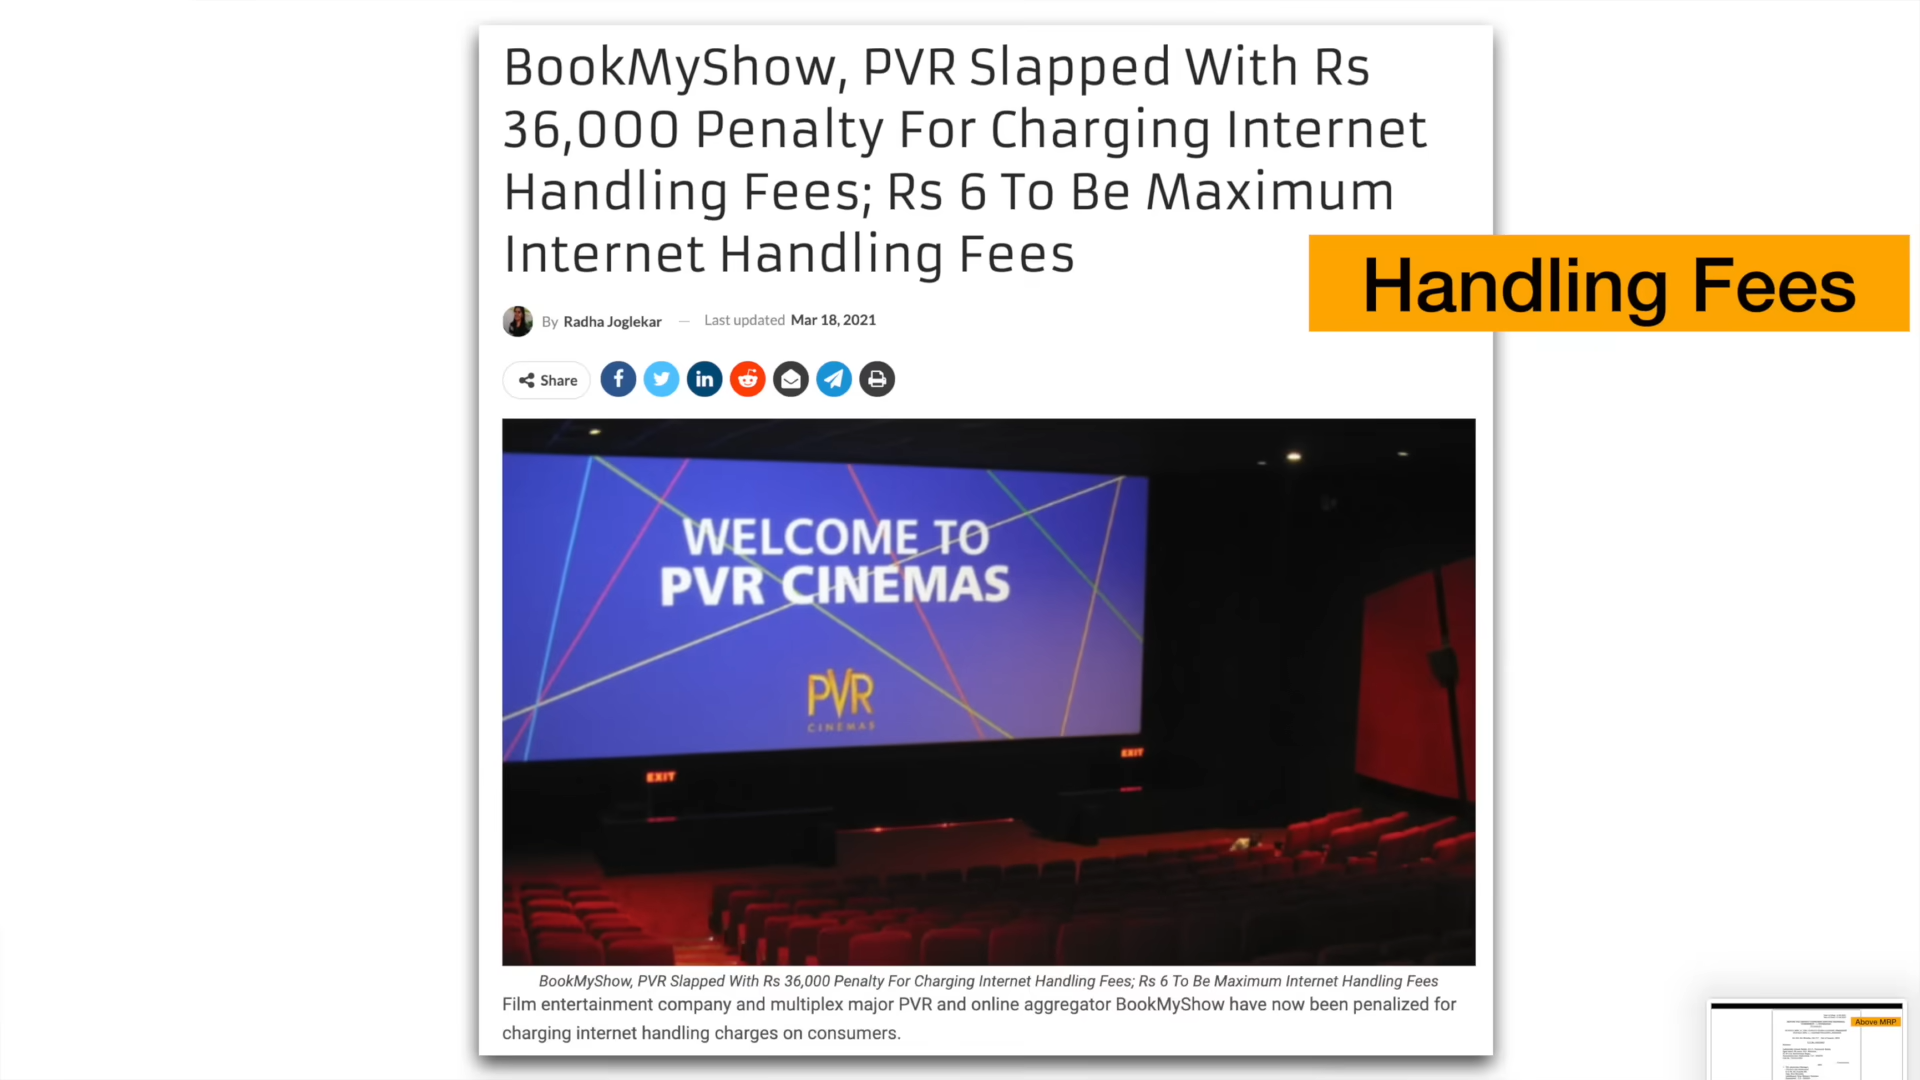 BookMyShow, PVR Slapped With Rs
36,000 Penalty For Charging Internet
Handling Fees; Rs 6 To Be Maximum
Internet Handling Fees
Handling Fees
By Radha Joglekar — Last updated Mar 18, 2021
Share
WELCOME TO
PVR CINEMAS
PVR
CINEMAS
EXIT
EXIT
BookMyShow, PVR Slapped With Rs 36,000 Penalty For Charging Internet Handling Fees; Rs 6 To Be Maximum Internet Handling Fees
Film entertainment company and multiplex major PVR and online aggregator BookMyShow have now been penalized for
charging internet handling charges on consumers.
Above MRP